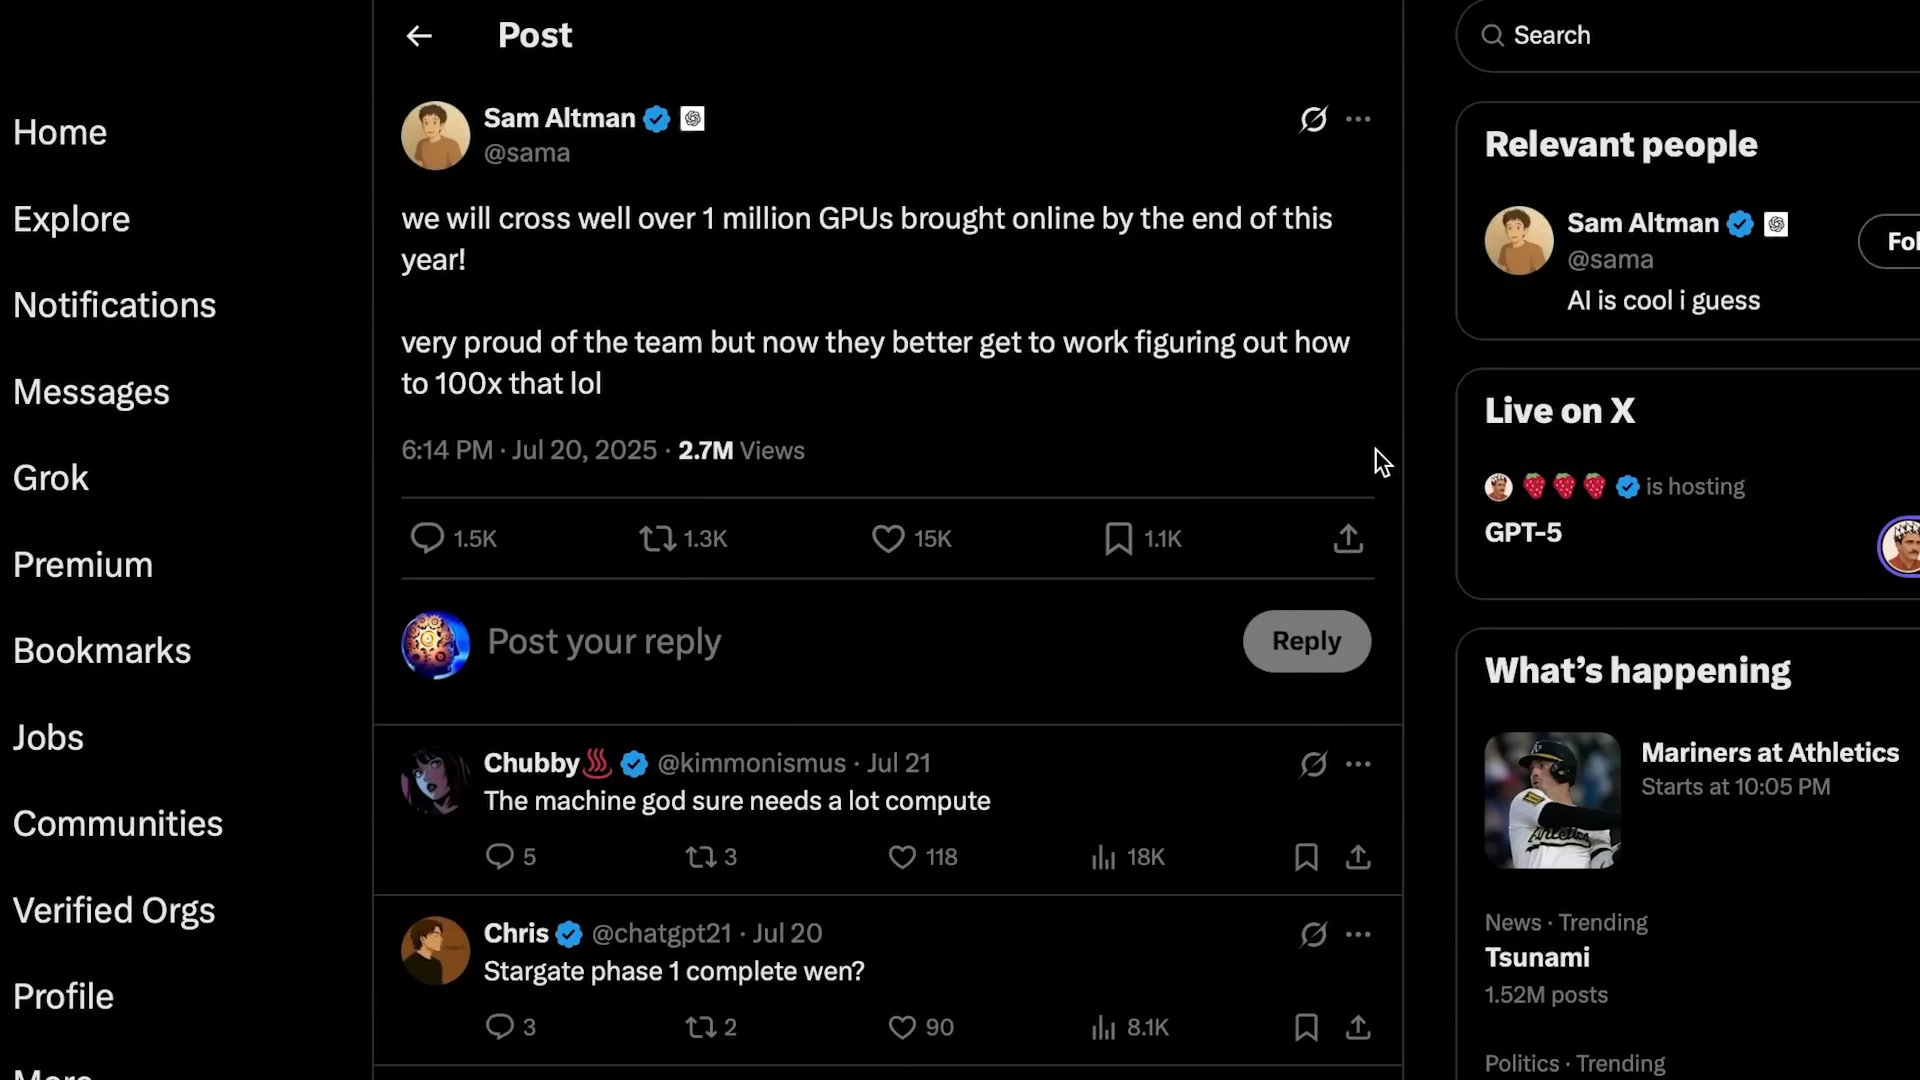 Post
Search
Home
Explore
Notifications
Messages
Grok
Premium
Bookmarks
Jobs
Communities
Verified Orgs
Profile
More
Sam Altman
@sama
we will cross well over 1 million GPUs brought online by the end of this
year!
very proud of the team but now they better get to work figuring out how
to 100x that lol
6:14 PM · Jul 20, 2025 · 2.7M Views
1.5K 1.3K 15K 1.1K
Post your reply
Reply
Chubby♨️ @kimmonismus · Jul 21
The machine god sure needs a lot compute
5 3 118 18K
Chris @chatgpt21 · Jul 20
Stargate phase 1 complete wen?
3 2 90 8.1K
Relevant people
Sam Altman
@sama
Fol
AI is cool i guess
Live on X
🍓🍓🍓 is hosting
GPT-5
What's happening
Mariners at Athletics
Starts at 10:05 PM
Athletics
News · Trending
Tsunami
1.52M posts
Politics · Trending